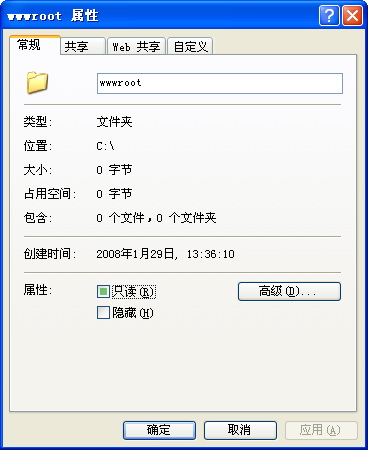 wwwroot 属性
常规 共享 Web 共享 自定义
wwwroot
类型: 文件夹
位置: C:\
大小: 0 字节
占用空间: 0 字节
包含: 0 个文件，0 个文件夹
创建时间: 2008年1月29日, 13:36:10
属性: 只读(R) 高级(D)...
隐藏(H)
确定 取消 应用(A)